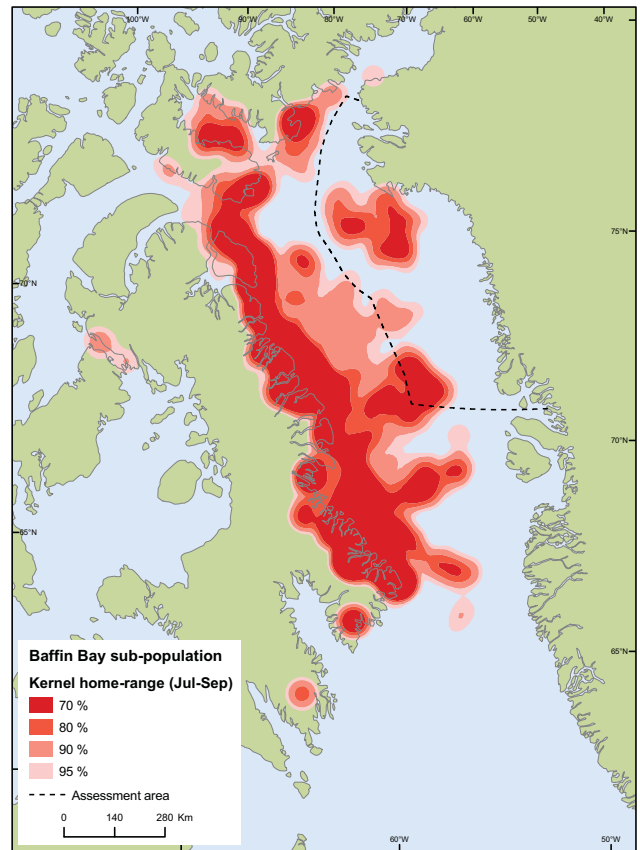 100°W 90°W 80°W 70°W 60°W 50°W 40°W
75°N
70°N
70°N
65°N
65°N
Baffin Bay sub-population
Kernel home-range (Jul-Sep)
70 %
80 %
90 %
95 %
Assessment area
0 140 280 Km
60°W 50°W